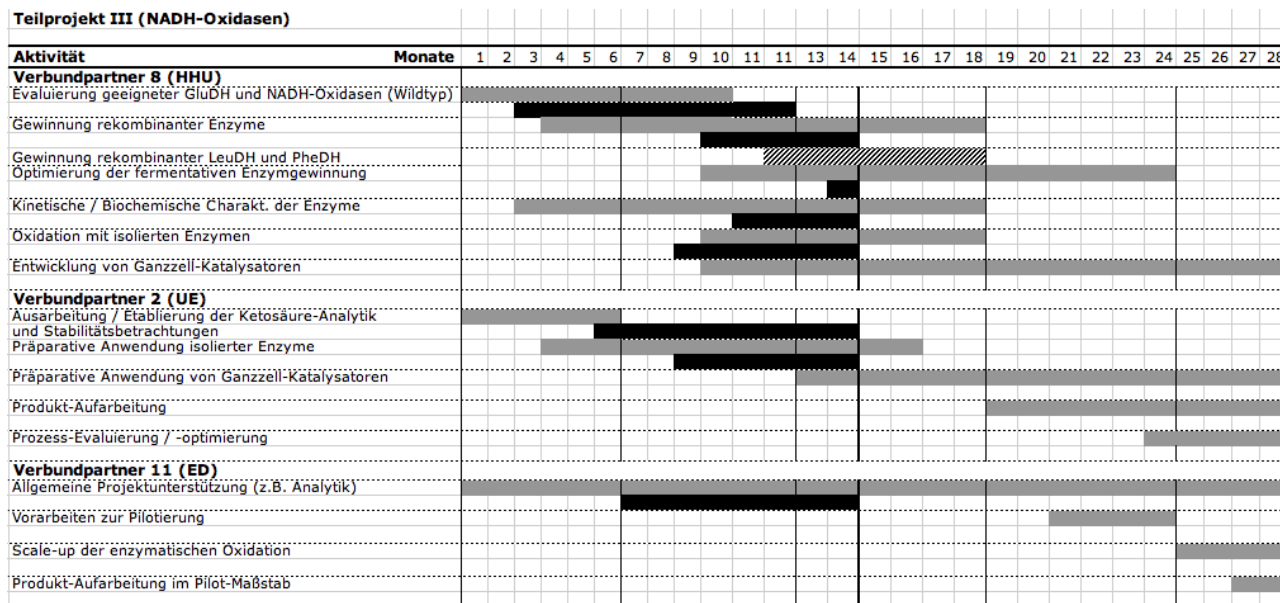 Teilprojekt III (NADH-Oxidasen)
Aktivität Monate 1 2 3 4 5 6 7 8 9 10 11 11 13 14 15 16 17 18 19 20 21 22 23 24 25 26 27 28
Verbundpartner 8 (HHU)
Evaluierung geeigneter GluDH und NADH-Oxidasen (Wildtyp)
Gewinnung rekombinanter Enzyme
Gewinnung rekombinanter LeuDH und PheDH
Optimierung der fermentativen Enzymgewinnung
Kinetische / Biochemische Charakt. der Enzyme
Oxidation mit isolierten Enzymen
Entwicklung von Ganzzell-Katalysatoren
Verbundpartner 2 (UE)
Ausarbeitung / Etablierung der Ketosäure-Analytik
und Stabilitätsbetrachtungen
Präparative Anwendung isolierter Enzyme
Präparative Anwendung von Ganzzell-Katalysatoren
Produkt-Aufarbeitung
Prozess-Evaluierung / -optimierung
Verbundpartner 11 (ED)
Allgemeine Projektunterstützung (z.B. Analytik)
Vorarbeiten zur Pilotierung
Scale-up der enzymatischen Oxidation
Produkt-Aufarbeitung im Pilot-Maßstab